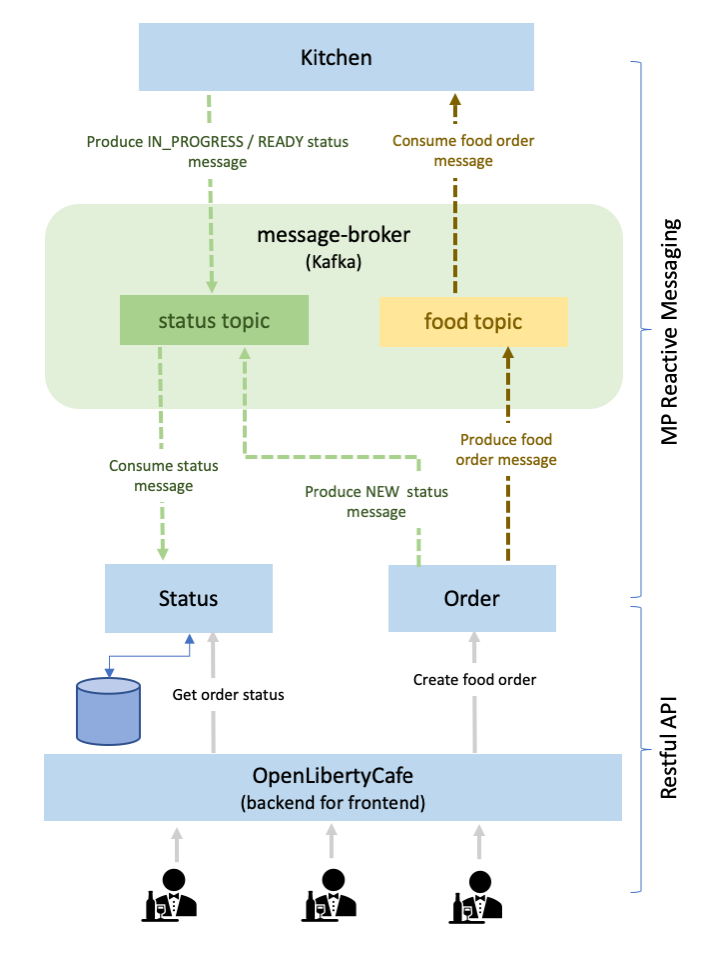 Kitchen
Produce IN_PROGRESS / READY status
message
Consume food order
message
message-broker
(Kafka)
status topic
food topic
MP Reactive Messaging
Consume status
message
Produce food
order message
Produce NEW status
message
Status
Order
Get order status
Create food order
Restful API
OpenLibertyCafe
(backend for frontend)